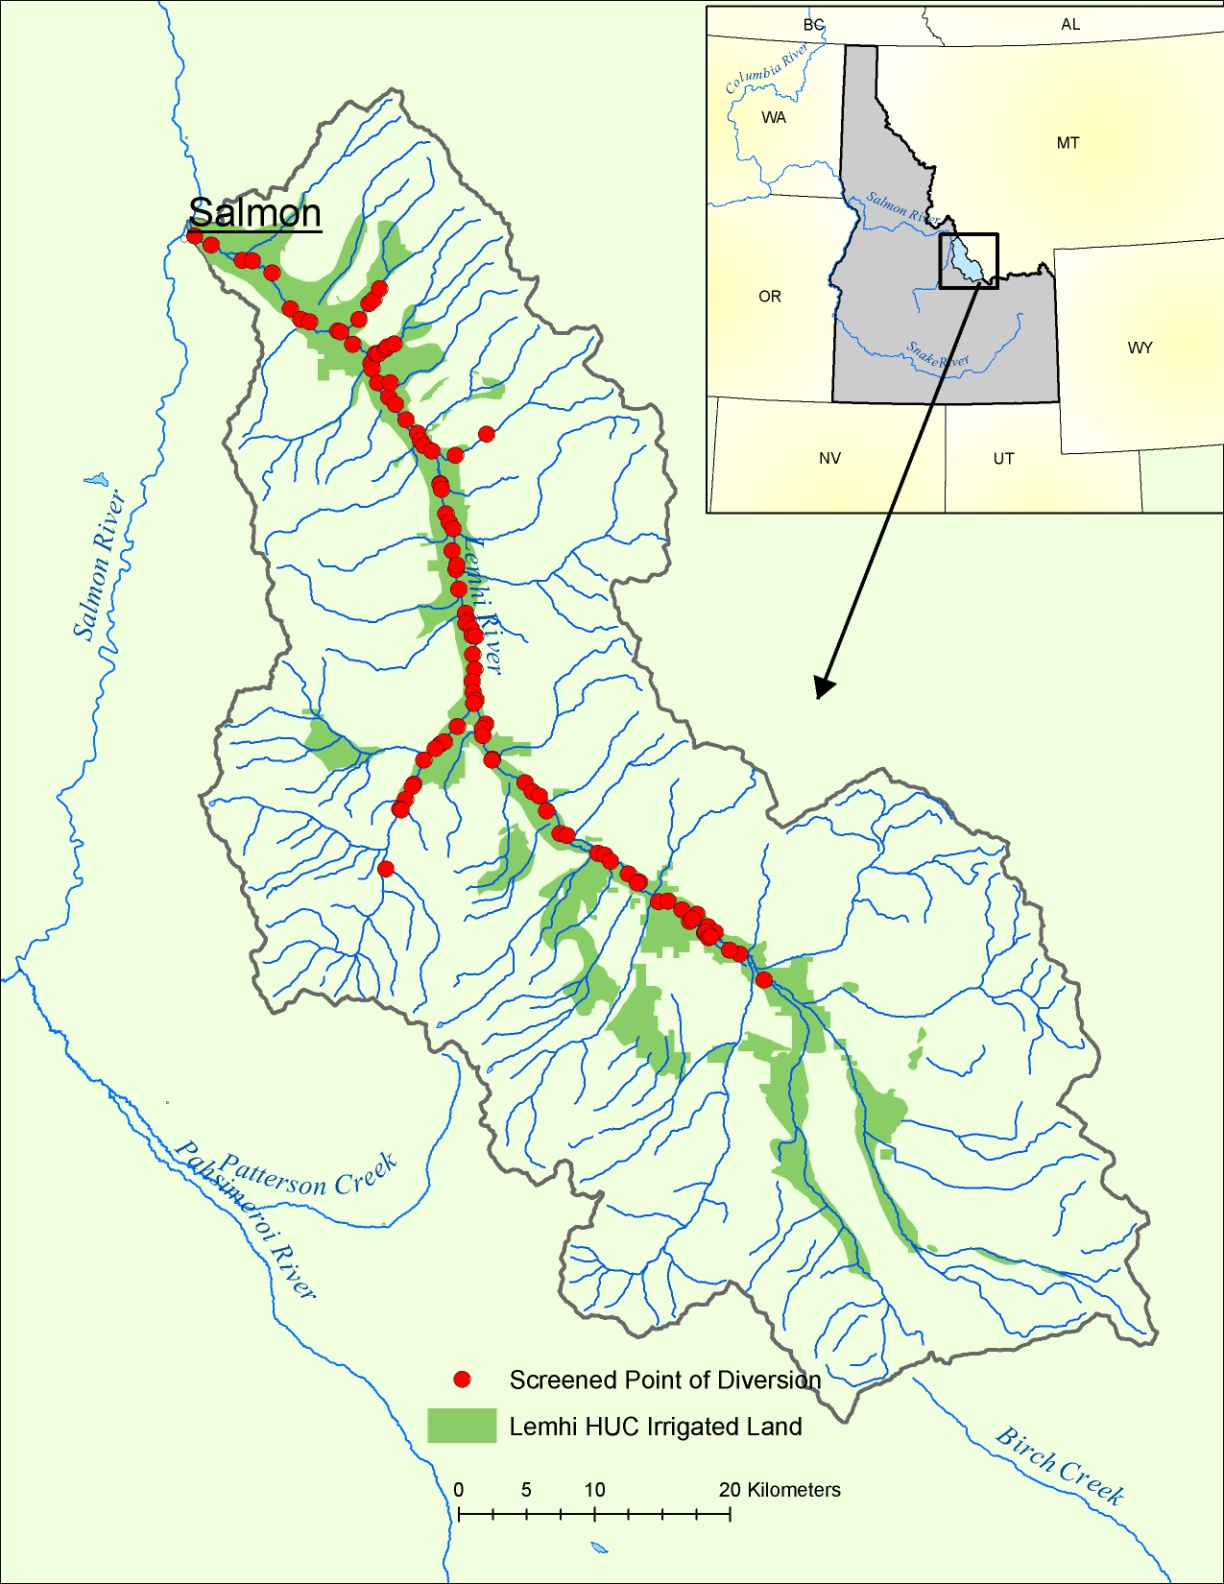 BC
AL
Columbia River
WA
MT
Salmon River
OR
WY
Snake River
NV
UT
Salmon
Salmon River
Lemhi River
Patterson Creek
Pahsimeroi River
Birch Creek
Screened Point of Diversion
Lemhi HUC Irrigated Land
0 5 10 20 Kilometers